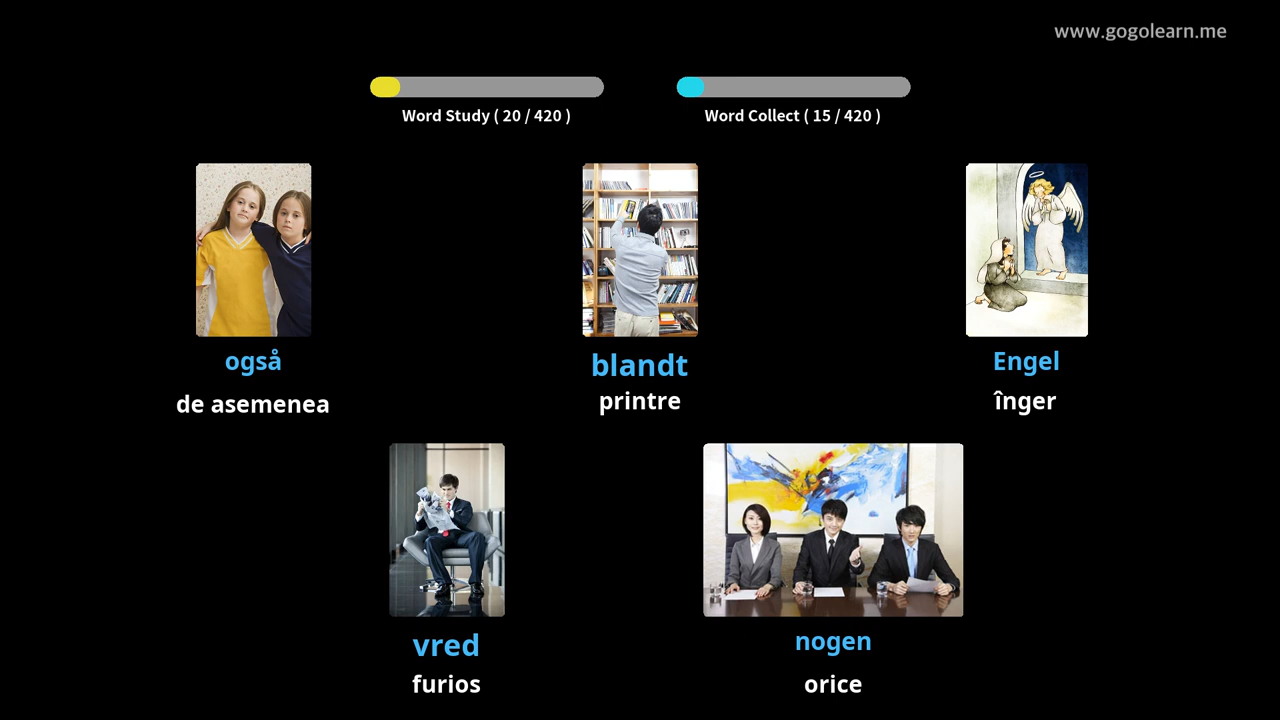 www.gogolearn.me
Word Study ( 20 / 420 )
Word Collect ( 15 / 420 )
også
de asemenea
blandt
printre
Engel
înger
vred
furios
nogen
orice